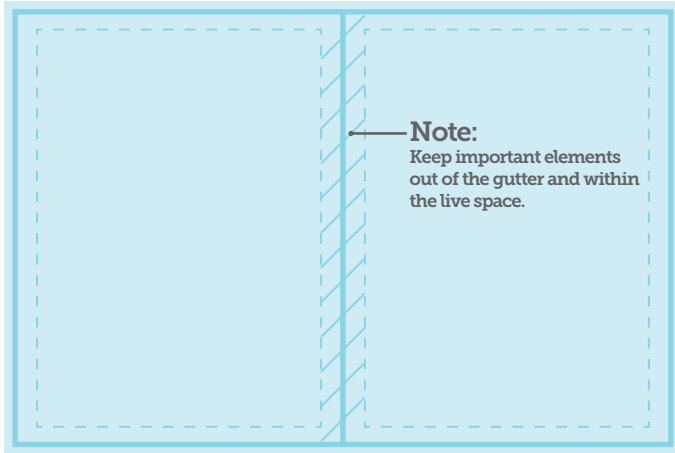 Note:
Keep important elements
out of the gutter and within
the live space.